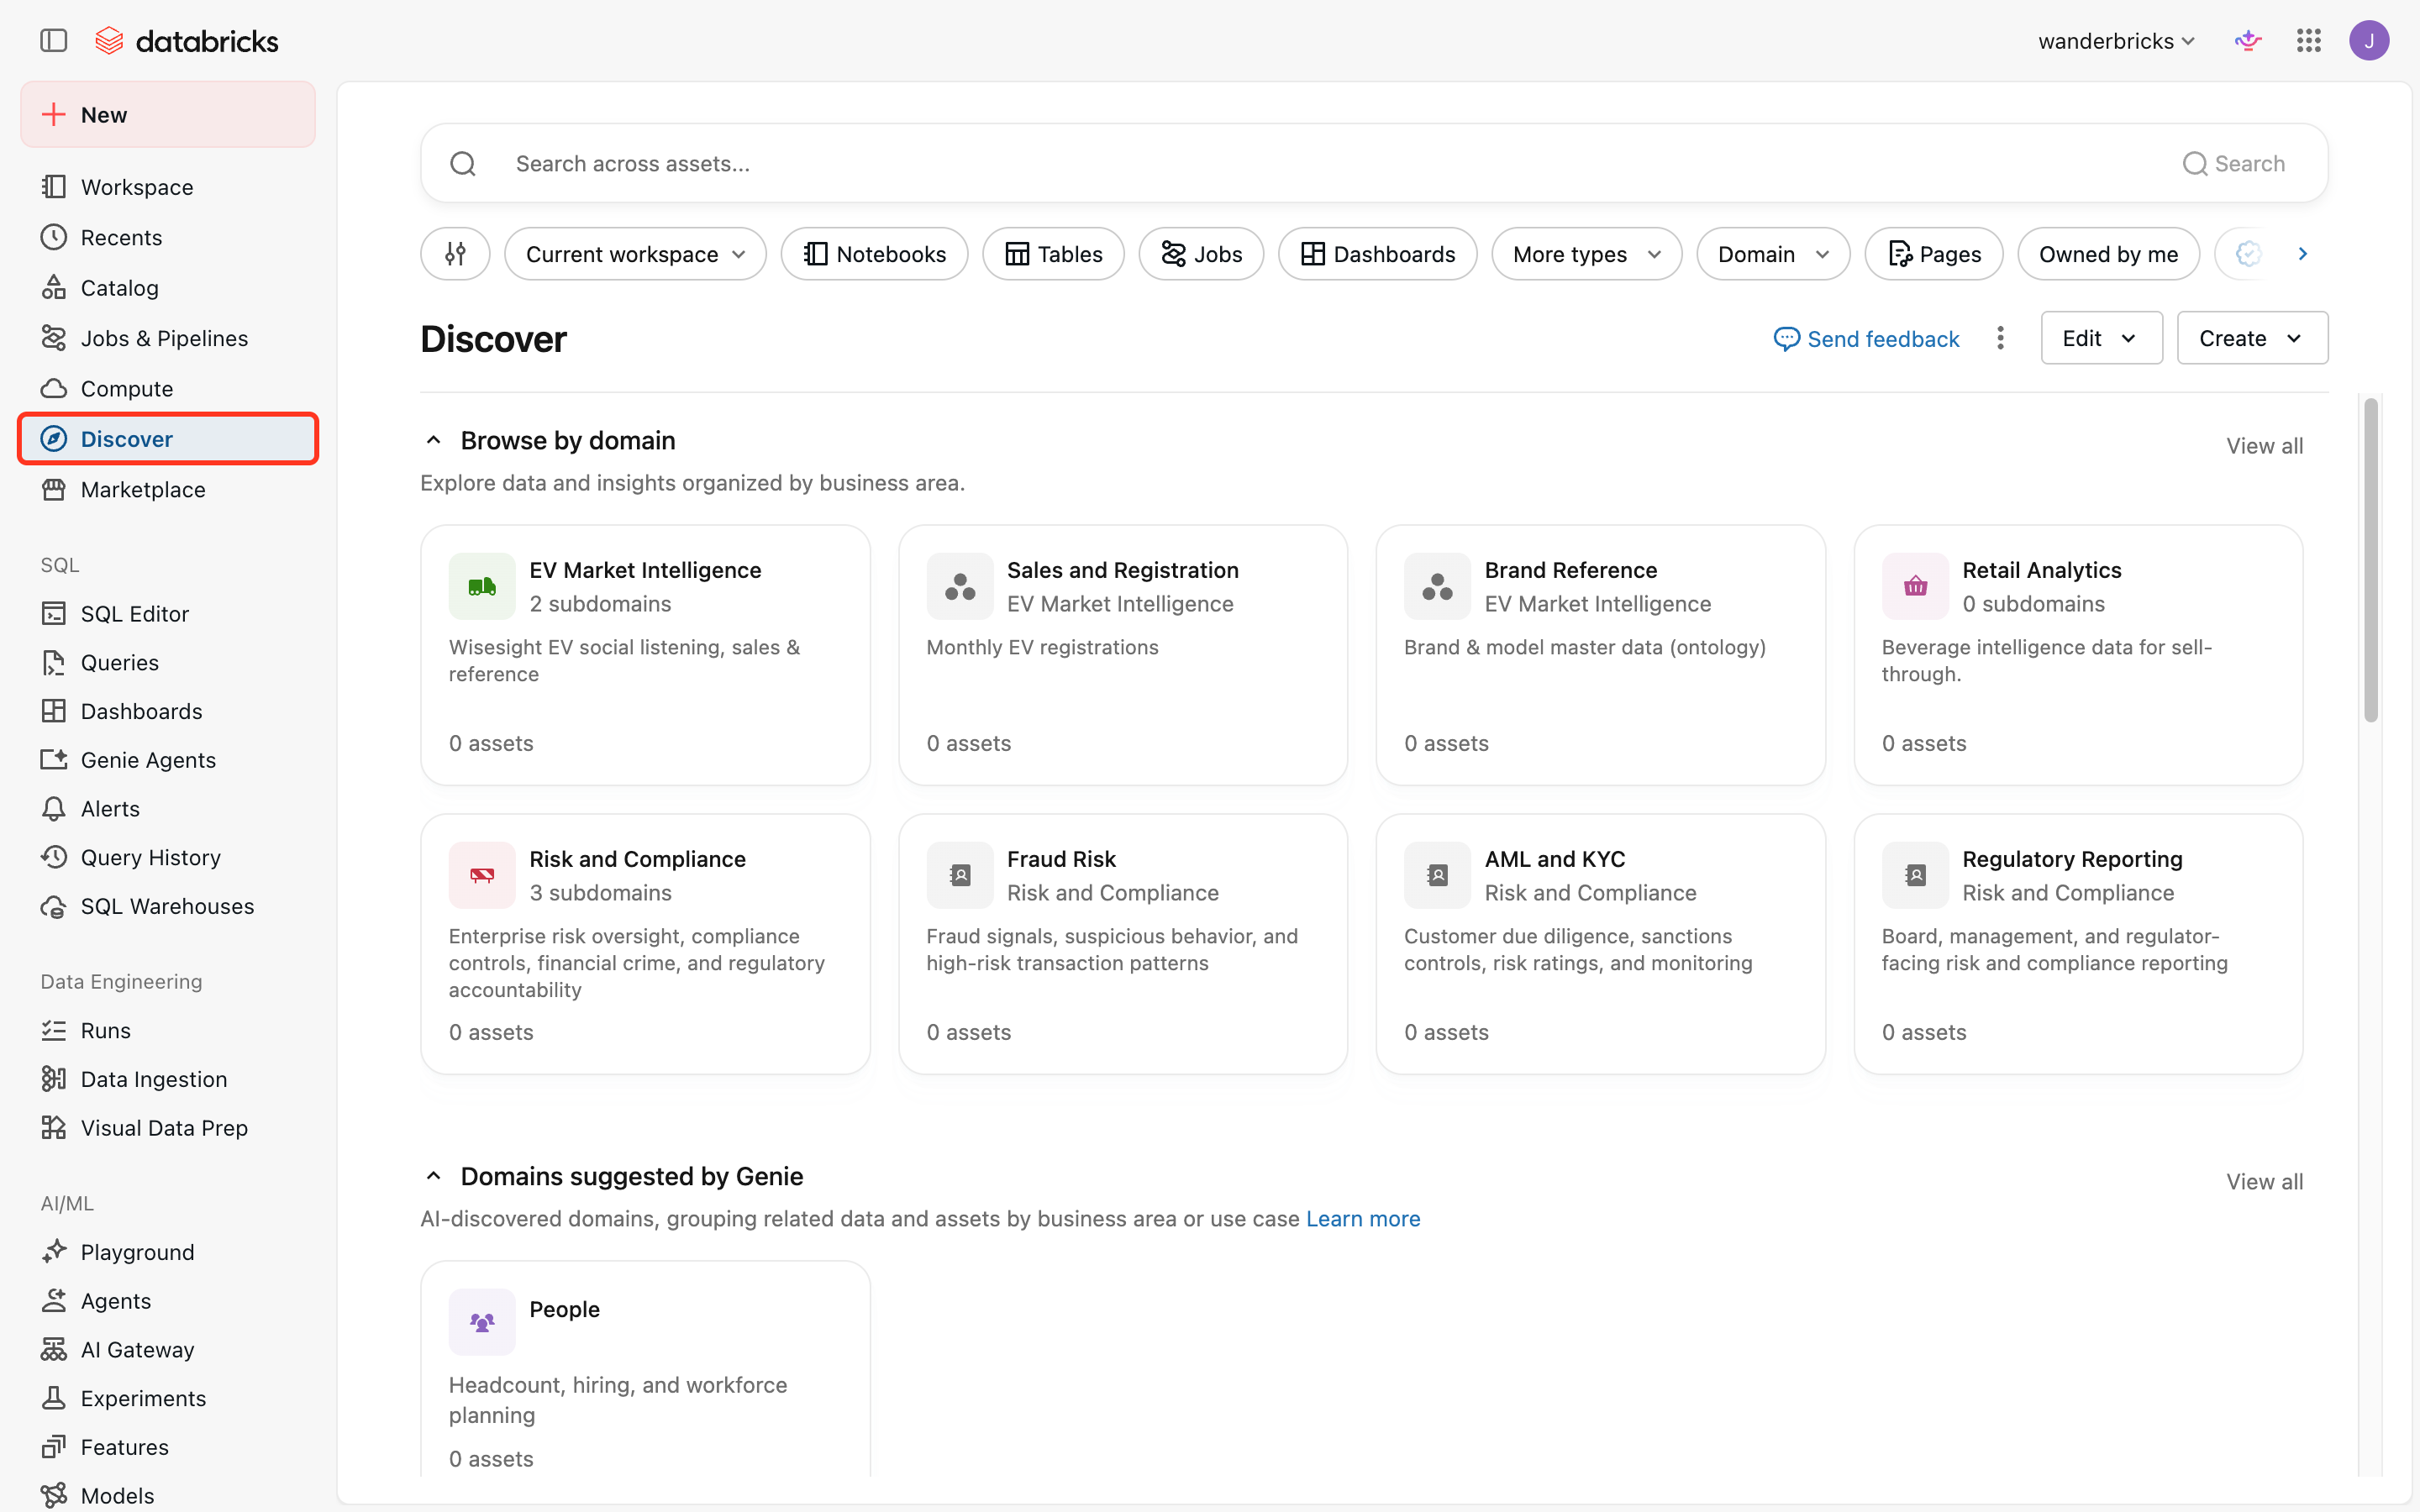 databricks
wanderbricks
J
New
Workspace
Recents
Catalog
Jobs & Pipelines
Compute
Discover
Marketplace
SQL
SQL Editor
Queries
Dashboards
Genie Agents
Alerts
Query History
SQL Warehouses
Data Engineering
Runs
Data Ingestion
Visual Data Prep
AI/ML
Playground
Agents
AI Gateway
Experiments
Features
Models
Search across assets...
Search
Current workspace
Notebooks
Tables
Jobs
Dashboards
More types
Domain
Pages
Owned by me
Discover
Send feedback
Edit
Create
Browse by domain
View all
Explore data and insights organized by business area.
EV Market Intelligence
2 subdomains
Wisesight EV social listening, sales &
reference
0 assets
Sales and Registration
EV Market Intelligence
Monthly EV registrations
0 assets
Brand Reference
EV Market Intelligence
Brand & model master data (ontology)
0 assets
Retail Analytics
0 subdomains
Beverage intelligence data for sell-
through.
0 assets
Risk and Compliance
3 subdomains
Enterprise risk oversight, compliance
controls, financial crime, and regulatory
accountability
0 assets
Fraud Risk
Risk and Compliance
Fraud signals, suspicious behavior, and
high-risk transaction patterns
0 assets
AML and KYC
Risk and Compliance
Customer due diligence, sanctions
controls, risk ratings, and monitoring
0 assets
Regulatory Reporting
Risk and Compliance
Board, management, and regulator-
facing risk and compliance reporting
0 assets
Domains suggested by Genie
View all
AI-discovered domains, grouping related data and assets by business area or use case Learn more
People
Headcount, hiring, and workforce
planning
0 assets